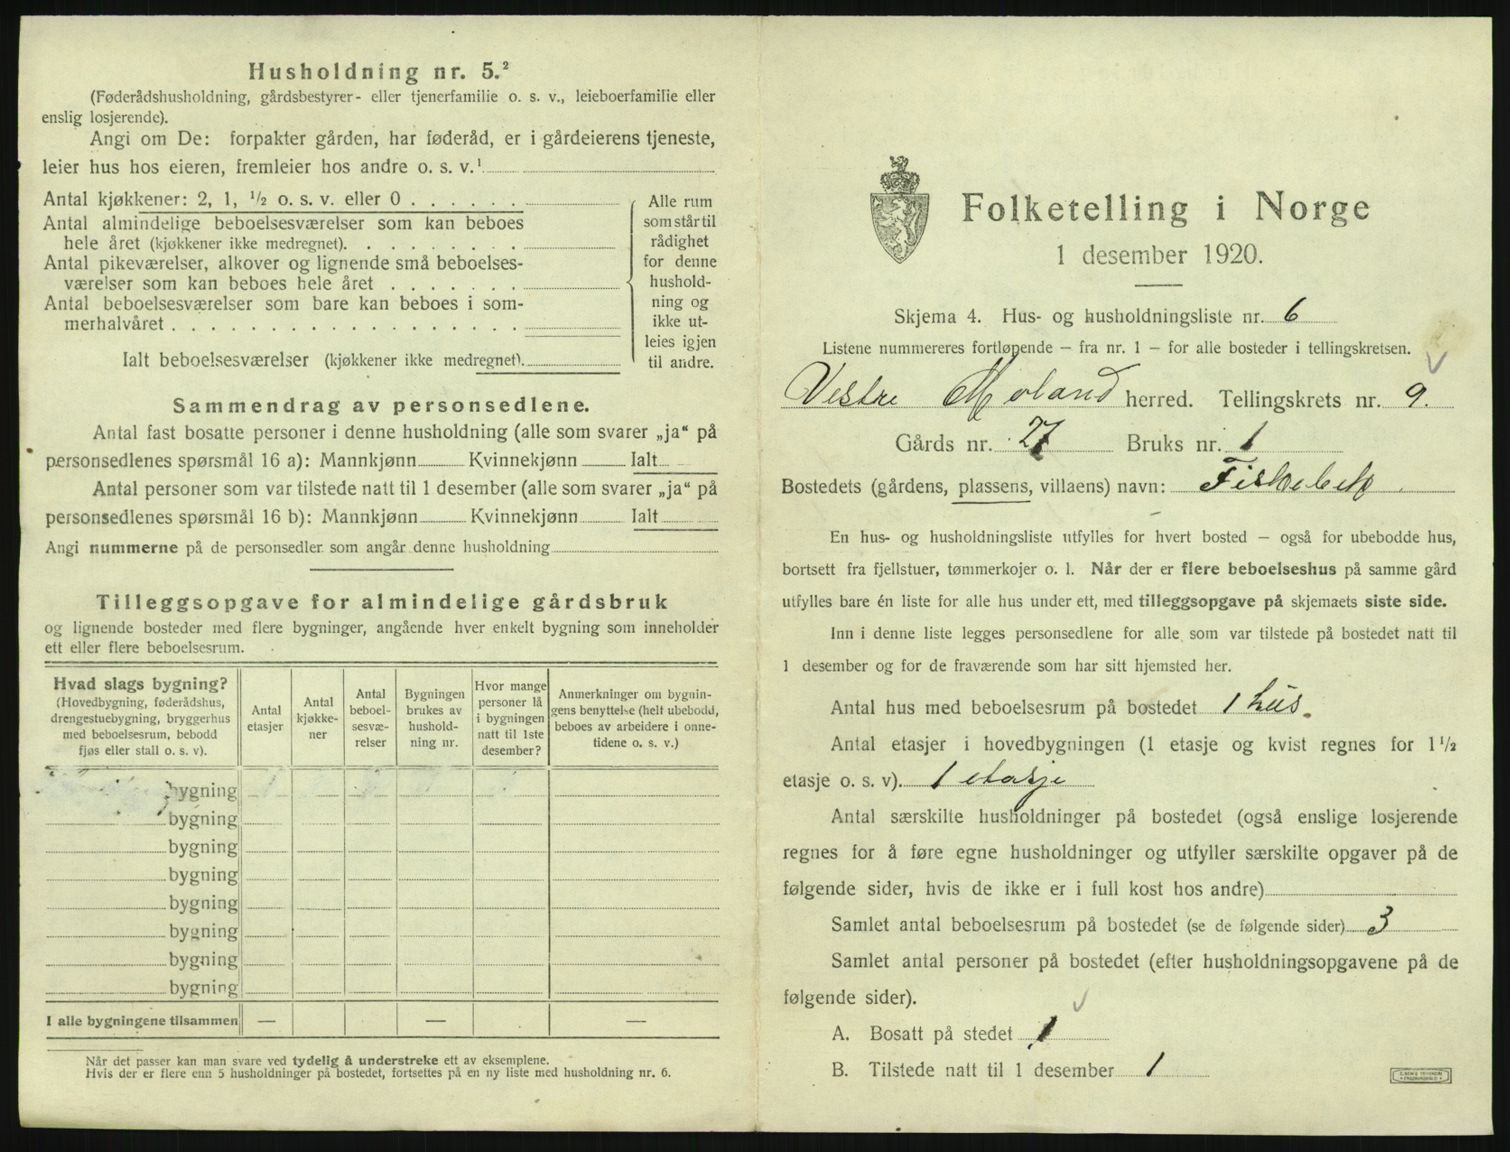 Husholdning nr. 5.²
(Føderådshusholdning, gårdsbestyrer- eller tjenerfamilie o. s. v., leieboerfamilie eller
enslig losjerende).
Angi om De: forpakter gården, har føderåd, er i gårdeierens tjeneste,
leier hus hos eieren, fremleier hos andre o. s. v.¹
Antal kjøkkener: 2, 1, ½ o. s. v. eller 0
Antal almindelige beboelsesværelser som kan beboes
hele året (kjøkkener ikke medregnet).
Antal pikeværelser, alkover og lignende små beboelses-
værelser som kan beboes hele året
Antal beboelsesværelser som bare kan beboes i som-
merhalvåret
Ialt beboelsesværelser (kjøkkener ikke medregnet).
Alle rum
som står til
rådighet
for denne
hushold-
ning og
ikke ut-
leies igjen
til andre.
Sammendrag av personsedlene.
Antal fast bosatte personer i denne husholdning (alle som svarer „ja“ på
personsedlenes spørsmål 16 a): Mannkjønn Kvinnekjønn Ialt
Antal personer som var tilstede natt til 1 desember (alle som svarer „ja“ på
personsedlenes spørsmål 16 b): Mannkjønn Kvinnekjønn Ialt
Angi nummerne på de personsedler som angår denne husholdning
Tilleggsopgave for almindelige gårdsbruk
og lignende bosteder med flere bygninger, angående hver enkelt bygning som inneholder
ett eller flere beboelsesrum.
Hvad slags bygning?
(Hovedbygning, føderådshus,
drengestuebygning, bryggerhus
med beboelsesrum, bebodd
fjøs eller stall o. s. v).
Antal
etasjer
Antal
kjøkke-
ner
Antal
beboel-
sesvæ-
relser
Bygningen
brukes av
hushold-
ning nr.
Hvor mange
personer lå
i bygningen
natt til 1ste
desember?
Anmerkninger om bygnin-
gens benyttelse (helt ubebodd,
beboes av arbeidere i onne-
tidene o. s. v.)
bygning
bygning
bygning
bygning
bygning
bygning
bygning
bygning
I alle bygningene tilsammen — — —
Når det passer kan man svare ved tydelig å understreke ett av eksemplene.
Hvis der er flere enn 5 husholdninger på bostedet, fortsettes på en ny liste med husholdning nr. 6.
Folketelling i Norge
1 desember 1920.
Skjema 4. Hus- og husholdningsliste nr. 6
Listene nummereres fortløpende – fra nr. 1 – for alle bosteder i tellingskretsen.
Vestre Moland herred. Tellingskrets nr. 9.
Gårds nr. 27 Bruks nr. 1
Bostedets (gårdens, plassens, villaens) navn: Fiskebek
En hus- og husholdningsliste utfylles for hvert bosted – også for ubebodde hus,
bortsett fra fjellstuer, tømmerkojer o. l. Når der er flere beboelseshus på samme gård
utfylles bare én liste for alle hus under ett, med tilleggsopgave på skjemaets siste side.
Inn i denne liste legges personsedlene for alle som var tilstede på bostedet natt til
1 desember og for de fraværende som har sitt hjemsted her.
Antal hus med beboelsesrum på bostedet 1 hus.
Antal etasjer i hovedbygningen (1 etasje og kvist regnes for 1½
etasje o. s. v). 1 etasje
Antal særskilte husholdninger på bostedet (også enslige losjerende
regnes for å føre egne husholdninger og utfyller særskilte opgaver på de
følgende sider, hvis de ikke er i full kost hos andre)
Samlet antal beboelsesrum på bostedet (se de følgende sider) 3
Samlet antal personer på bostedet (efter husholdningsopgavene på de
følgende sider).
A. Bosatt på stedet 1
B. Tilstede natt til 1 desember 1